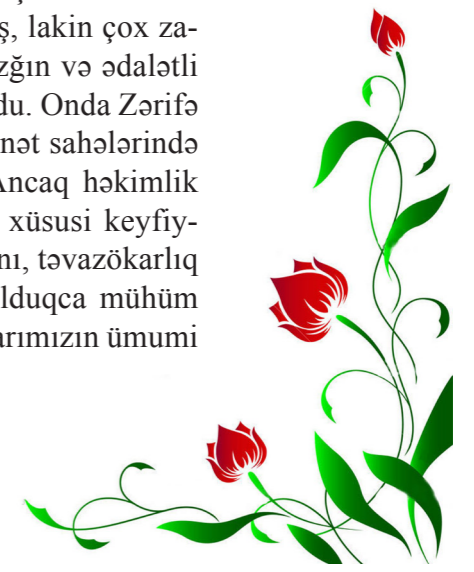 ş, lakin çox za-
zğın və ədalətli
du. Onda Zərifə
nət sahələrində
Ancaq həkimlik
xüsusi keyfiy-
nı, təvazökarlıq
lduqca mühüm
arımızın ümumi